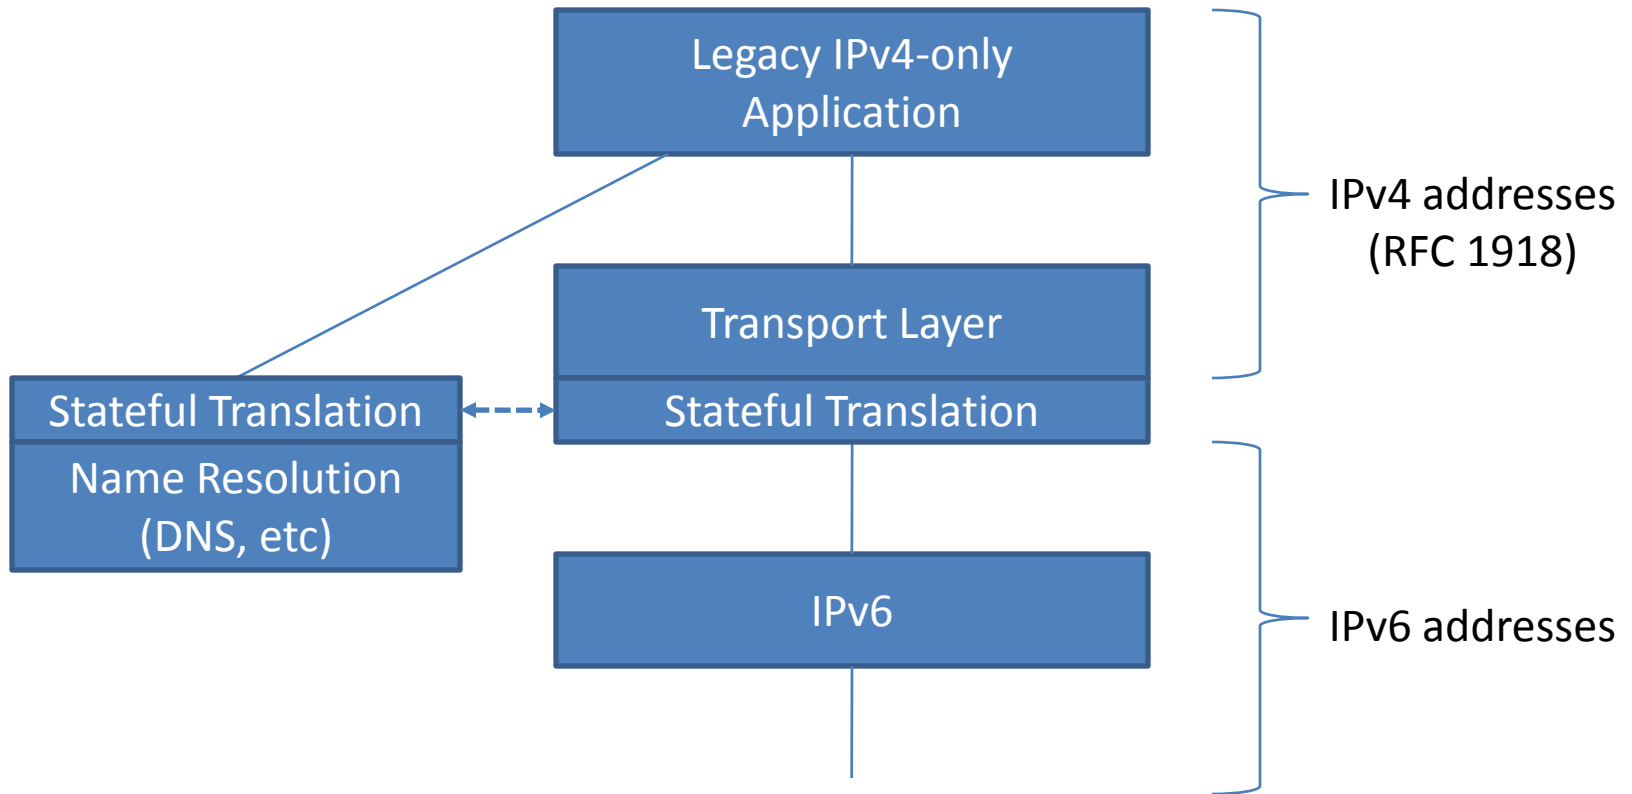 Legacy IPv4-only
Application
IPv4 addresses
(RFC 1918)
Transport Layer
Stateful Translation
Stateful Translation
Name Resolution
(DNS, etc)
IPv6
IPv6 addresses